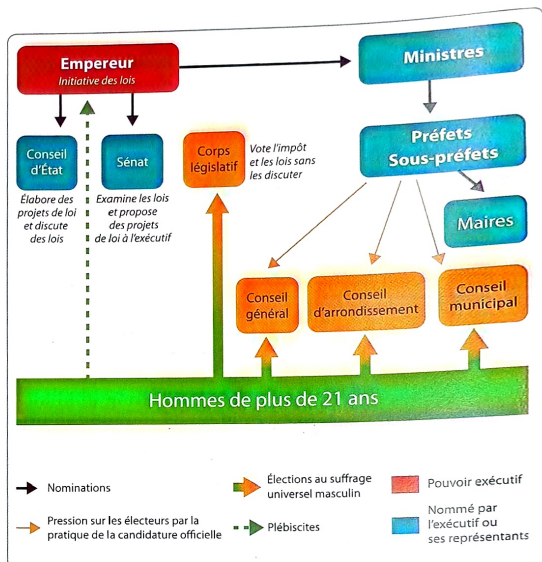 Empereur
Initiative des lois
Ministres
Conseil
d'État
Sénat
Corps
législatif
Vote l'impôt
et les lois sans
les discuter
Préfets
Sous-préfets
Élabore des
projets de loi
et discute
des lois
Examine les lois
et propose
des projets
de loi à l'exécutif
Maires
Conseil
général
Conseil
d'arrondissement
Conseil
municipal
Hommes de plus de 21 ans
Nominations
Élections au suffrage
universel masculin
Pouvoir exécutif
Pression sur les électeurs par la
pratique de la candidature officielle
Plébiscites
Nommé par
l'exécutif ou
ses représentants